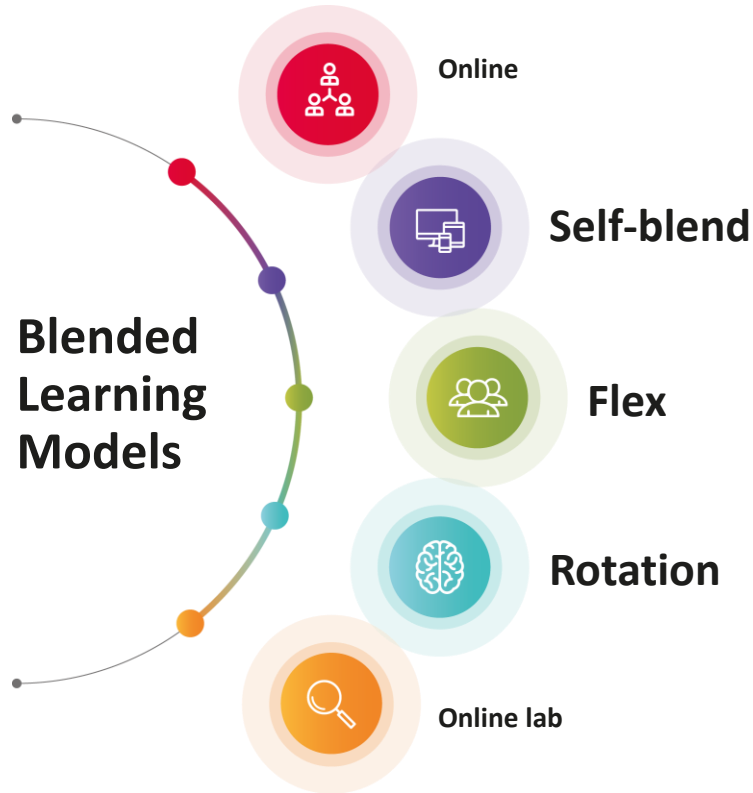 Online
Self-blend
Blended
Learning
Models
Flex
Rotation
Online lab